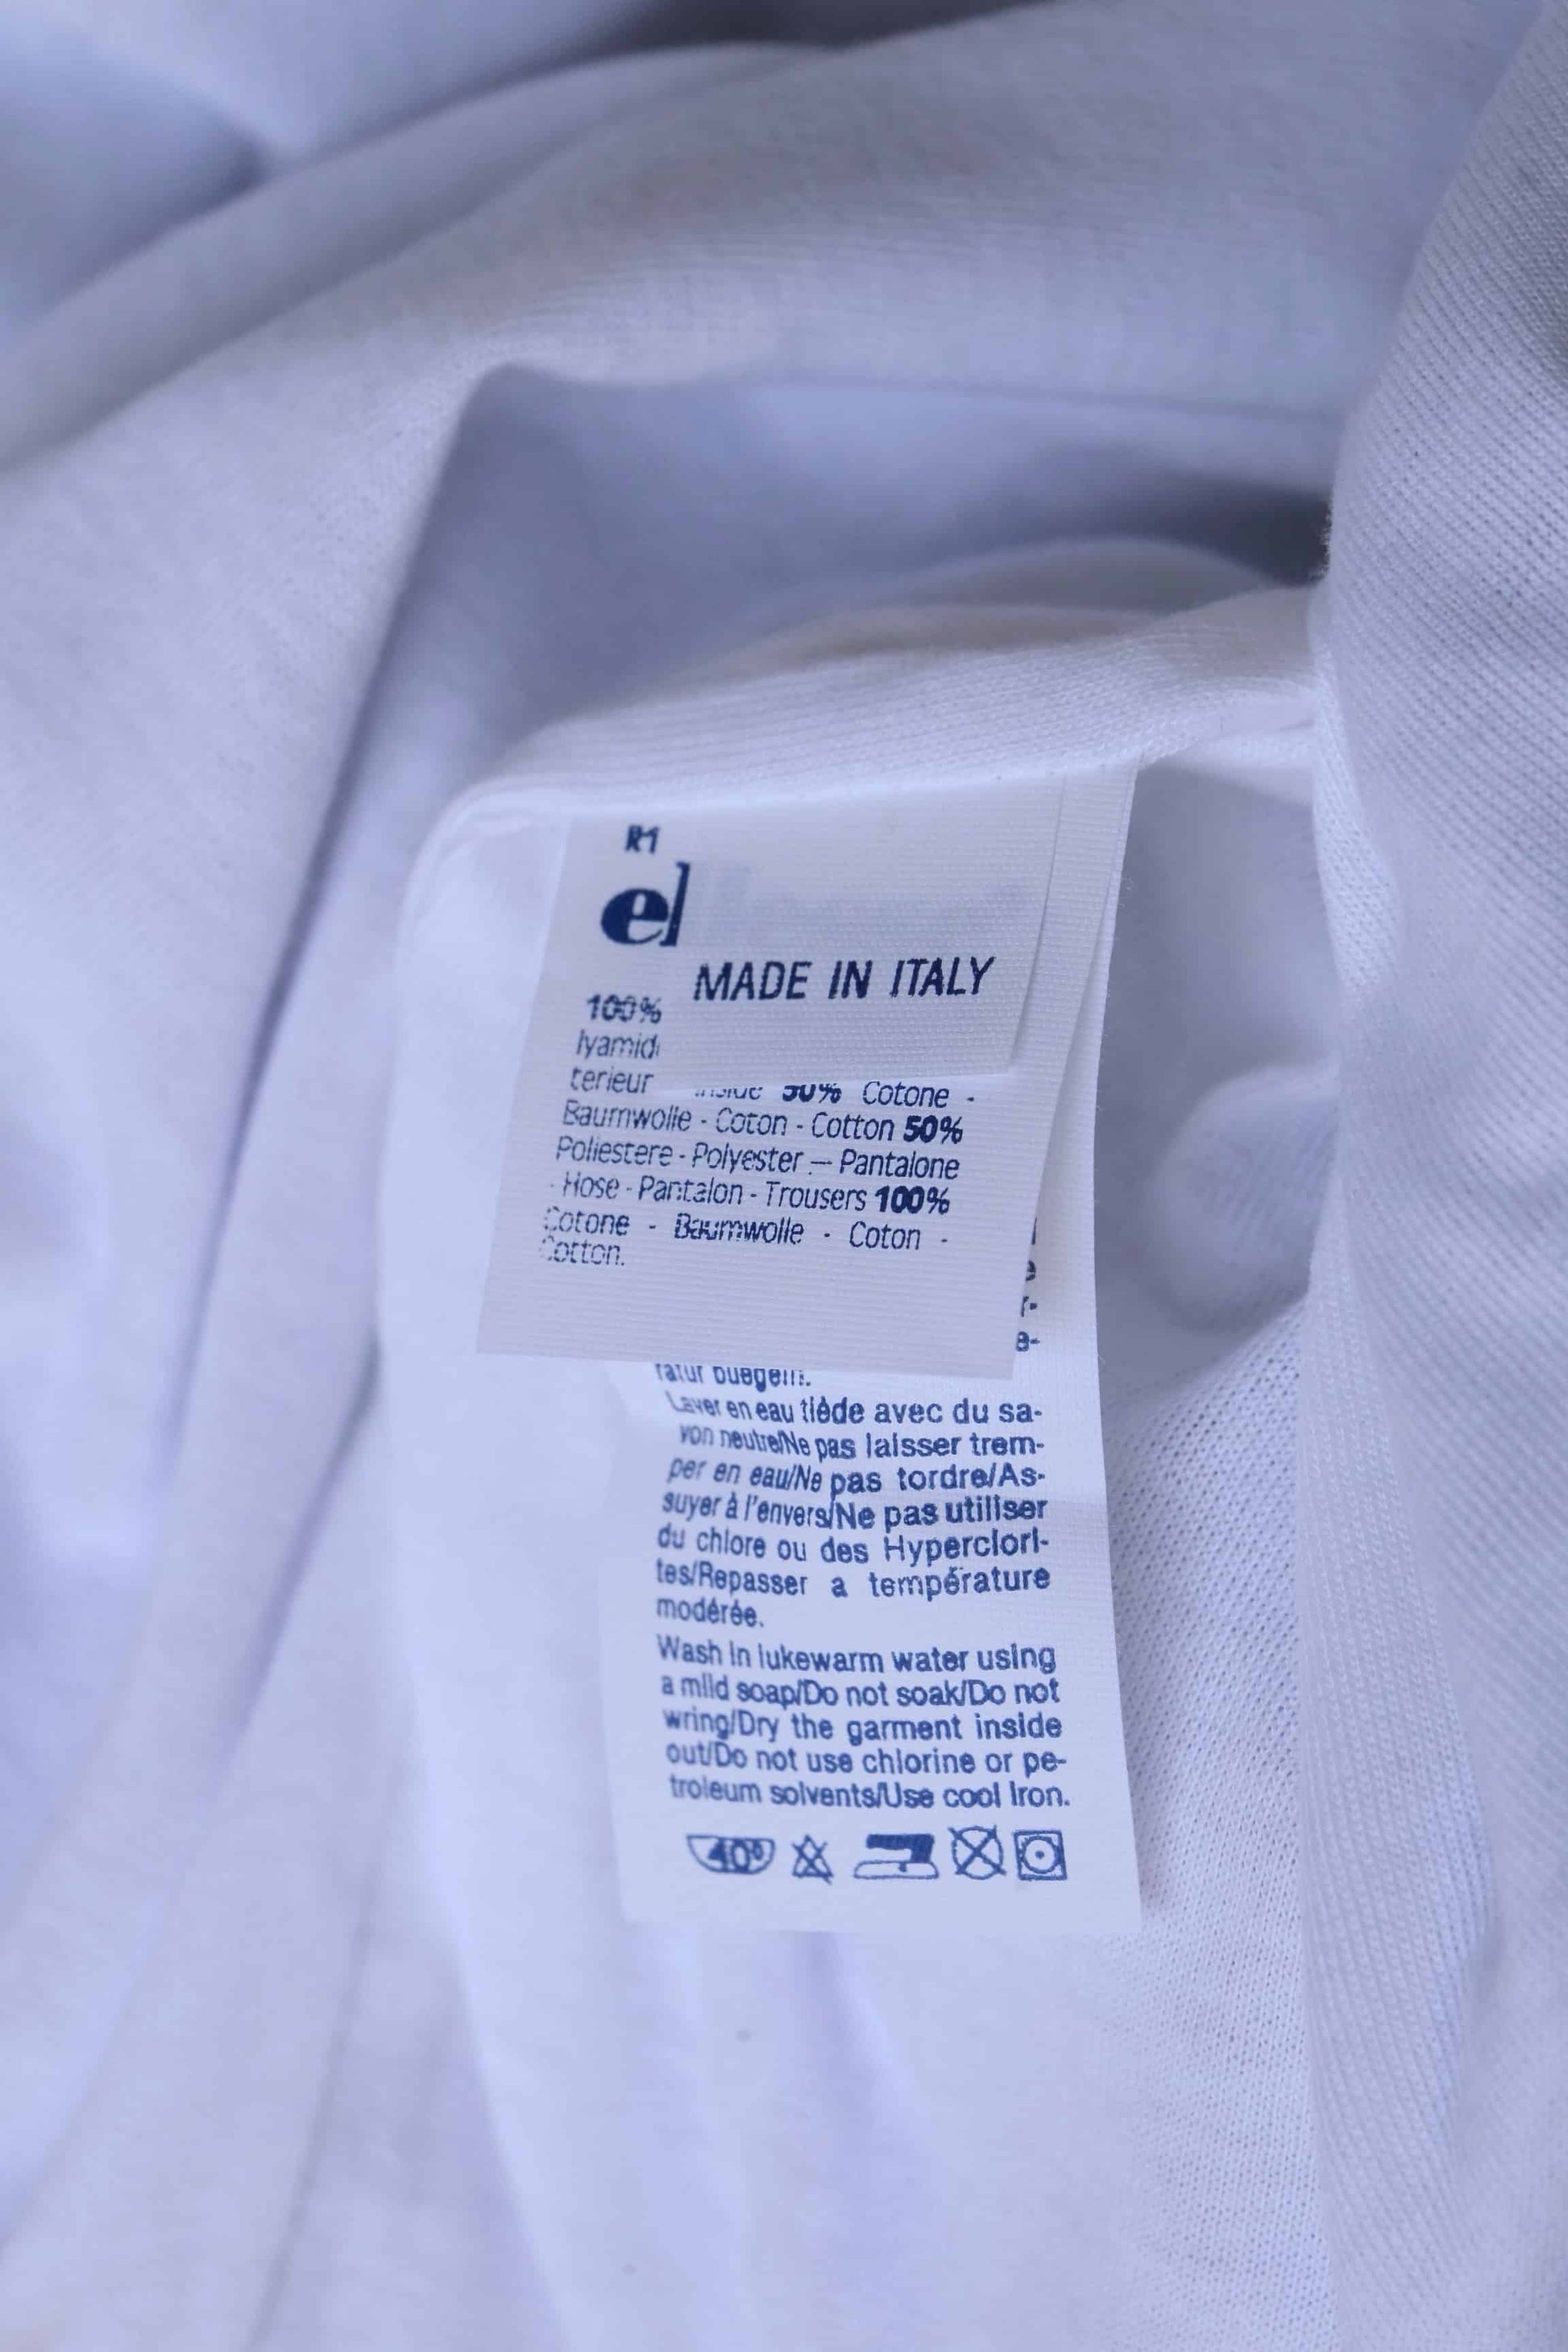 R1
el
MADE IN ITALY
100%
lyamid
terieur
50% Cotone -
Baumwolle - Coton - Cotton 50%
Poliestere - Polyester — Pantalone
- Hose - Pantalon - Trousers 100%
Cotone - Baumwolle - Coton -
Cotton.
e
r-
e-
ratur buegeln.
Laver en eau tiède avec du sa-
von neutre/Ne pas laisser trem-
per en eau/Ne pas tordre/As-
suyer à l'envers/Ne pas utiliser
du chlore ou des Hyperclori-
tes/Repasser a température
modérée.
Wash in lukewarm water using
a mild soap/Do not soak/Do not
wring/Dry the garment inside
out/Do not use chlorine or pe-
troleum solvents/Use cool Iron.
40°